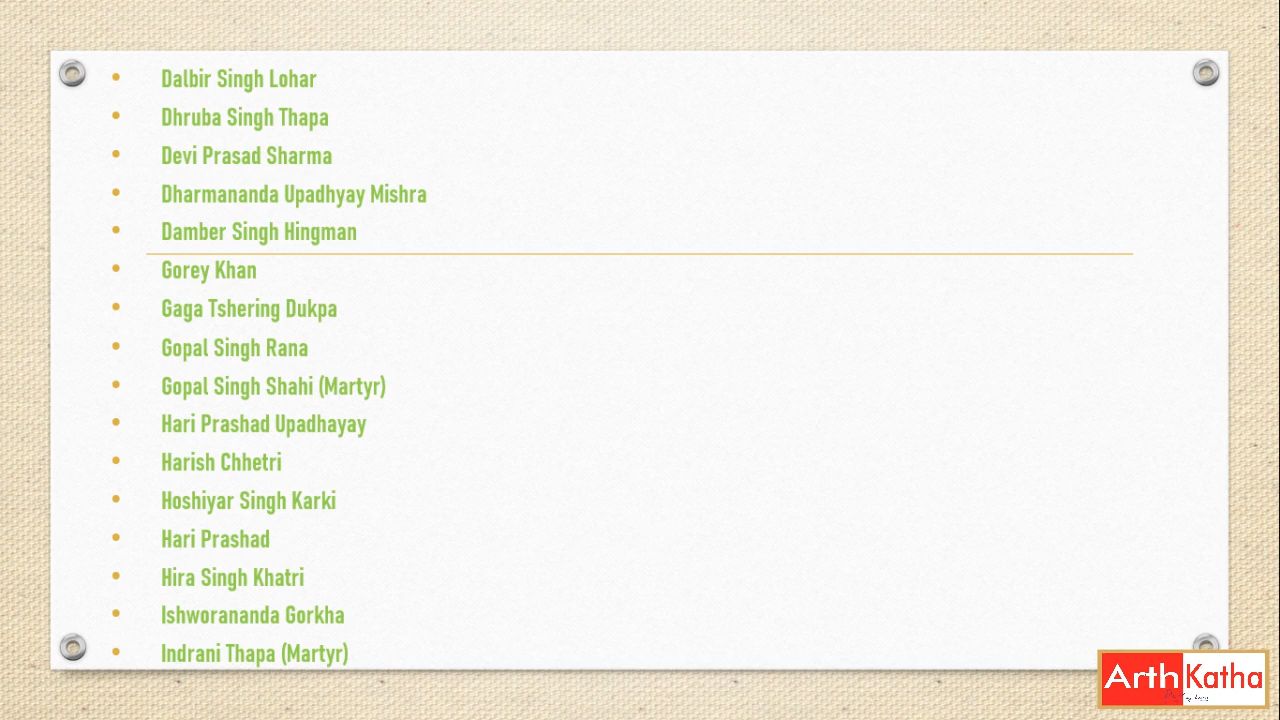 Dalbir Singh Lohar
Dhruba Singh Thapa
Devi Prasad Sharma
Dharmananda Upadhyay Mishra
Damber Singh Hingman
Gorey Khan
Gaga Tshering Dukpa
Gopal Singh Rana
Gopal Singh Shahi (Martyr)
Hari Prashad Upadhayay
Harish Chhetri
Hoshiyar Singh Karki
Hari Prashad
Hira Singh Khatri
Ishworananda Gorkha
Indrani Thapa (Martyr)
ArthKatha